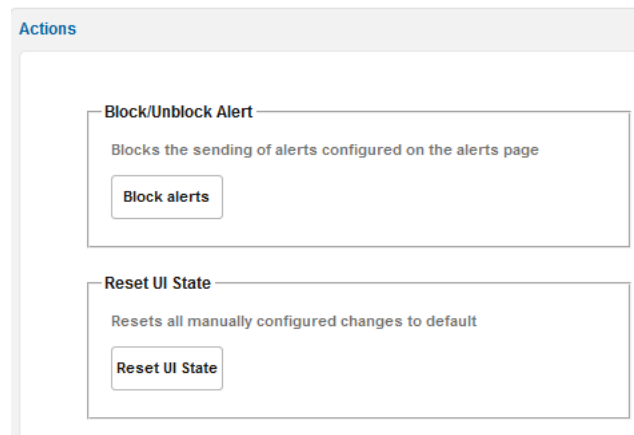 Actions
Block/Unblock Alert
Blocks the sending of alerts configured on the alerts page
Block alerts
Reset UI State
Resets all manually configured changes to default
Reset UI State